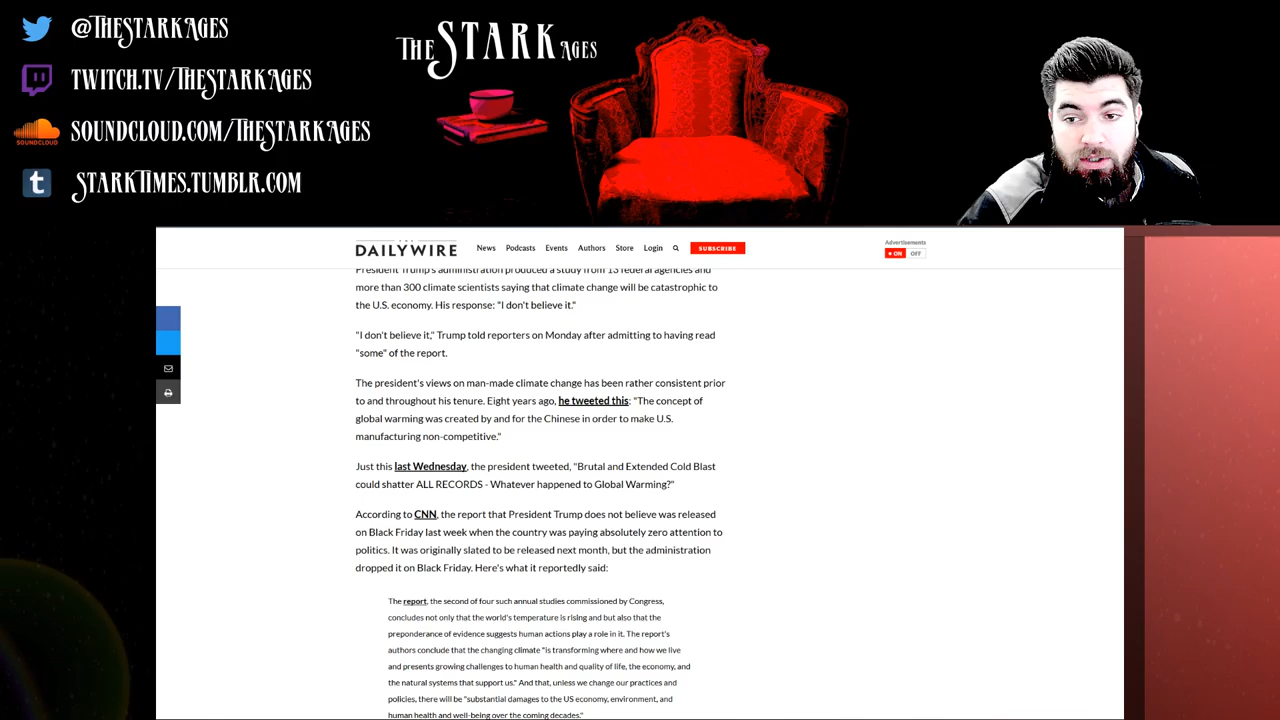 @TheStarkAges
twitch.tv/TheStarkAges
SOUNDCLOUD
soundcloud.com/TheStarkAges
t
StarkTimes.tumblr.com
The STARK Ages
DAILYWIRE
News Podcasts Events Authors Store Login SUBSCRIBE
Advertisements
ON OFF
President Trump's administration produced a study from 13 federal agencies and
more than 300 climate scientists saying that climate change will be catastrophic to
the U.S. economy. His response: "I don't believe it."
"I don't believe it," Trump told reporters on Monday after admitting to having read
"some" of the report.
The president's views on man-made climate change has been rather consistent prior
to and throughout his tenure. Eight years ago, he tweeted this: "The concept of
global warming was created by and for the Chinese in order to make U.S.
manufacturing non-competitive."
Just this last Wednesday, the president tweeted, "Brutal and Extended Cold Blast
could shatter ALL RECORDS - Whatever happened to Global Warming?"
According to CNN, the report that President Trump does not believe was released
on Black Friday last week when the country was paying absolutely zero attention to
politics. It was originally slated to be released next month, but the administration
dropped it on Black Friday. Here's what it reportedly said:
The report, the second of four such annual studies commissioned by Congress,
concludes not only that the world's temperature is rising and but also that the
preponderance of evidence suggests human actions play a role in it. The report's
authors conclude that the changing climate "is transforming where and how we live
and presents growing challenges to human health and quality of life, the economy, and
the natural systems that support us." And that, unless we change our practices and
policies, there will be "substantial damages to the US economy, environment, and
human health and well-being over the coming decades."